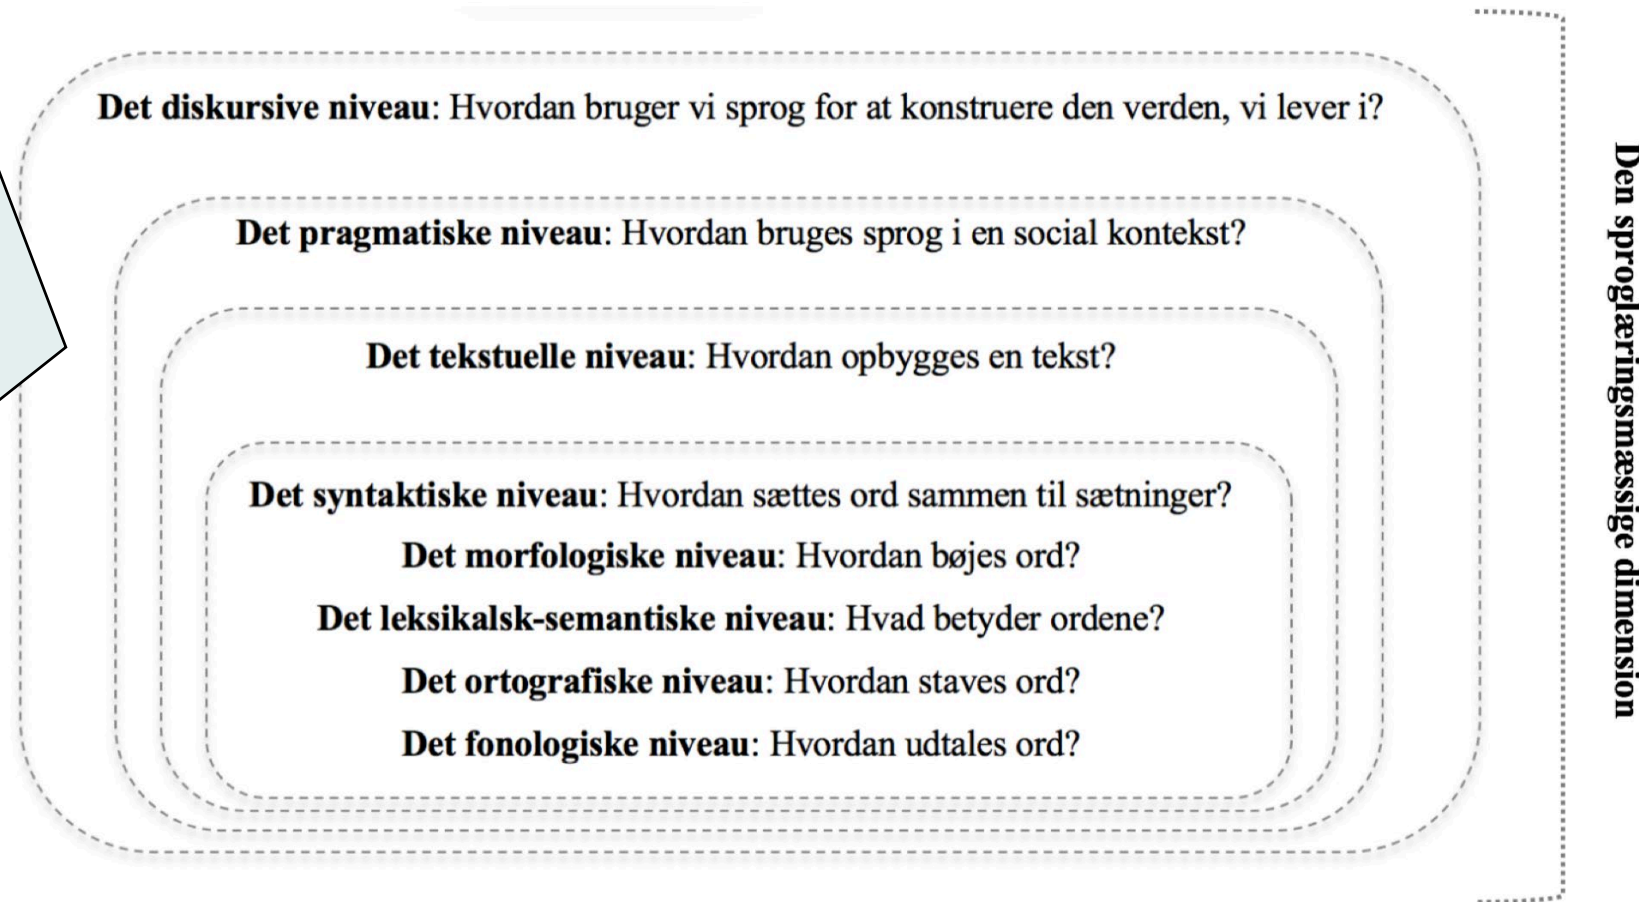 Det diskursive niveau: Hvordan bruger vi sprog for at konstruere den verden, vi lever i?
Det pragmatiske niveau: Hvordan bruges sprog i en social kontekst?
Det tekstuelle niveau: Hvordan opbygges en tekst?
Det syntaktiske niveau: Hvordan sættes ord sammen til sætninger?
Det morfologiske niveau: Hvordan bøjes ord?
Det leksikalsk-semantiske niveau: Hvad betyder ordene?
Det ortografiske niveau: Hvordan staves ord?
Det fonologiske niveau: Hvordan udtales ord?
Den sproglæringsmæssige dimension